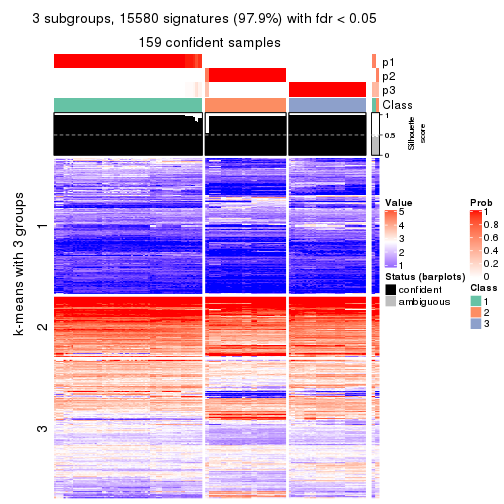 3 subgroups, 15580 signatures (97.9%) with fdr < 0.05
159 confident samples
p1
p2
p3
Class
1
0.5
0
Silhouette
score
k-means with 3 groups
1
2
3
Value
5
4
3
2
1
Status (barplots)
confident
ambiguous
Prob
1
0.8
0.6
0.4
0.2
0
Class
1
2
3